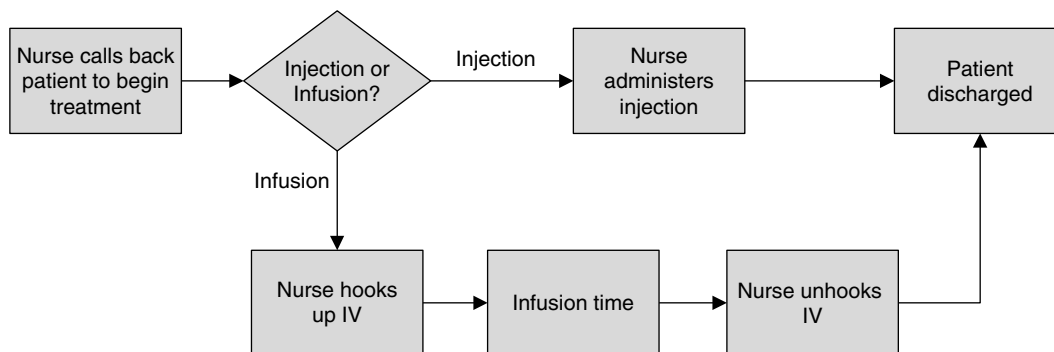 Nurse calls back
patient to begin
treatment
Injection or
Infusion?
Injection
Nurse
administers
injection
Patient
discharged
Infusion
Nurse hooks
up IV
Infusion time
Nurse unhooks
IV